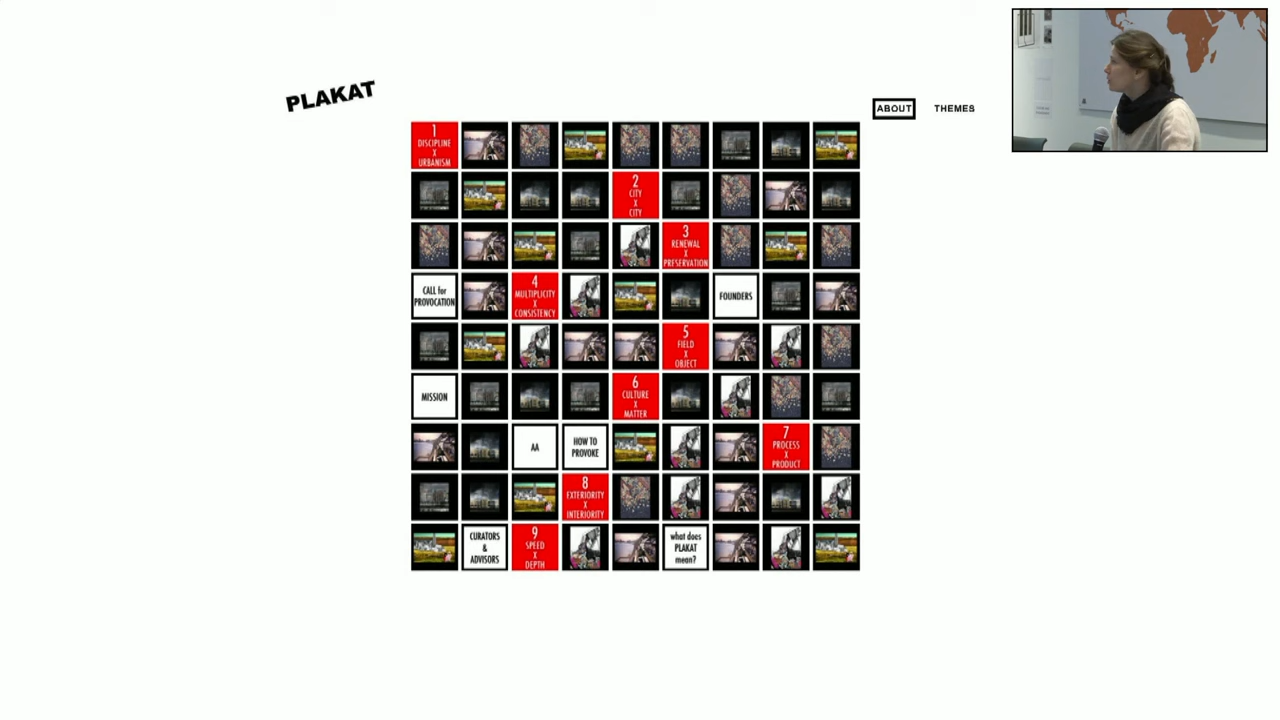 PLAKAT
ABOUT THEMES
1
DISCIPLINE
X
URBANISM
2
CITY
X
CITY
3
RENEWAL
X
PRESERVATION
CALL for
PROVOCATION
4
MULTIPLICITY
X
CONSISTENCY
FOUNDERS
5
FIELD
X
OBJECT
MISSION
6
CULTURE
X
MATTER
AA
HOW TO
PROVOKE
7
PROCESS
X
PRODUCT
8
EXTERIORITY
X
INTERIORITY
CURATORS
&
ADVISORS
9
SPEED
X
DEPTH
what does
PLAKAT
mean?